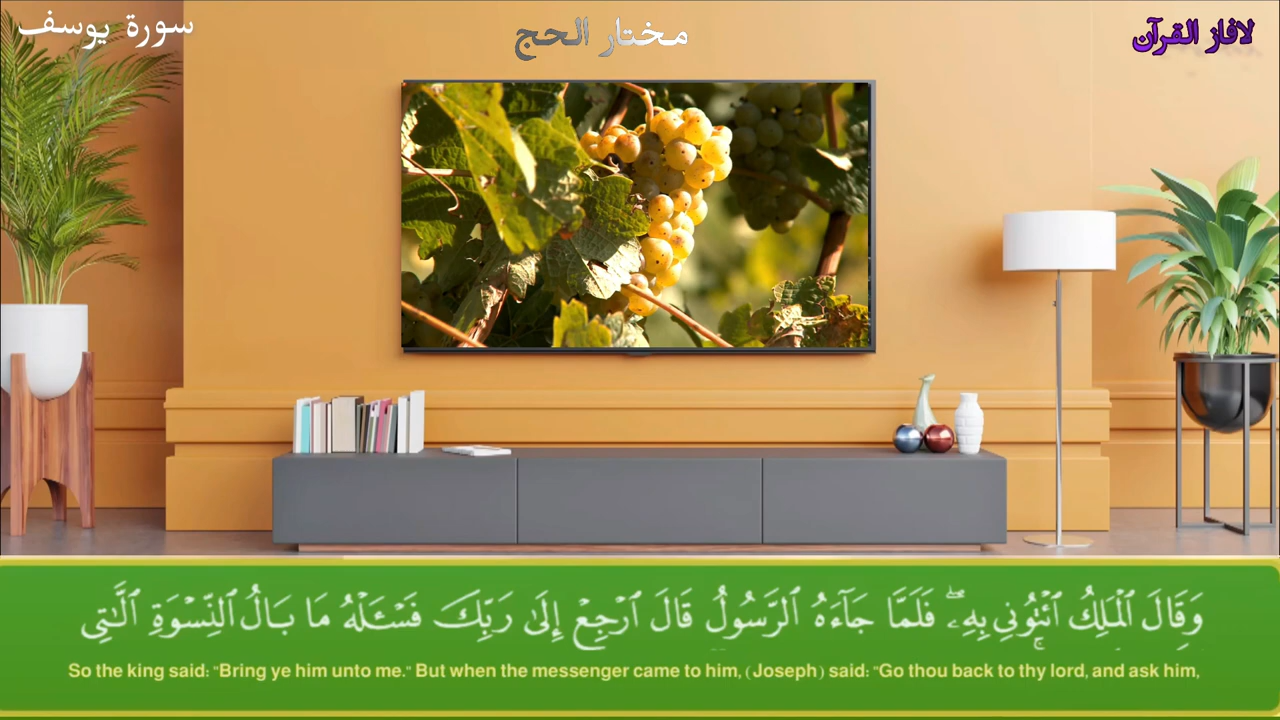 سورة يوسف
مختار الحج
لافاز القرآن
وَقَالَ ٱلْمَلِكُ ٱئْتُونِى بِهِۦ ۖ فَلَمَّا جَآءَهُ ٱلرَّسُولُ قَالَ ٱرْجِعْ إِلَىٰ رَبِّكَ فَسْـَٔلْهُ مَا بَالُ ٱلنِّسْوَةِ ٱلَّٰتِى
So the king said: "Bring ye him unto me." But when the messenger came to him, (Joseph) said: "Go thou back to thy lord, and ask him,